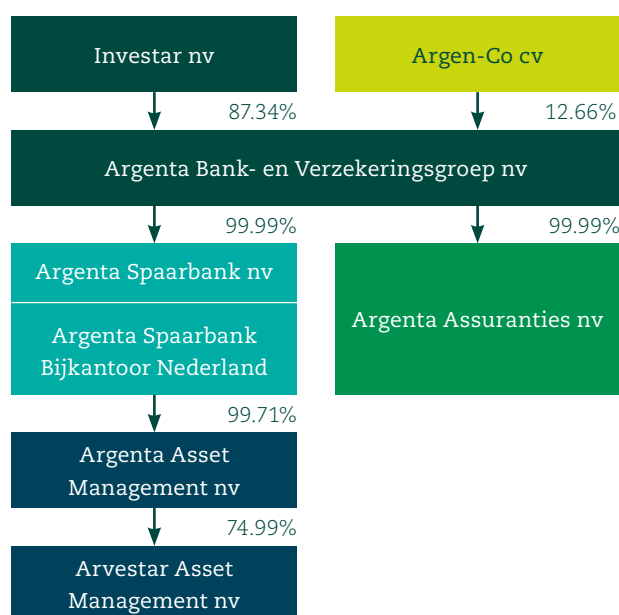 Investar nv
Argen-Co cv
87.34%
12.66%
Argenta Bank- en Verzekeringsgroep nv
99.99%
99.99%
Argenta Spaarbank nv
Argenta Spaarbank
Bijkantoor Nederland
Argenta Assuranties nv
99.71%
Argenta Asset
Management nv
74.99%
Arvestar Asset
Management nv